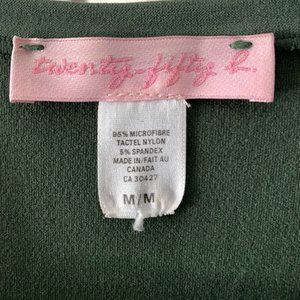 twenty-fifty b.
95% MICROFIBRE
TACTEL NYLON
5% SPANDEX
MADE IN/FAIT AU
CANADA
CA 30427
M/M